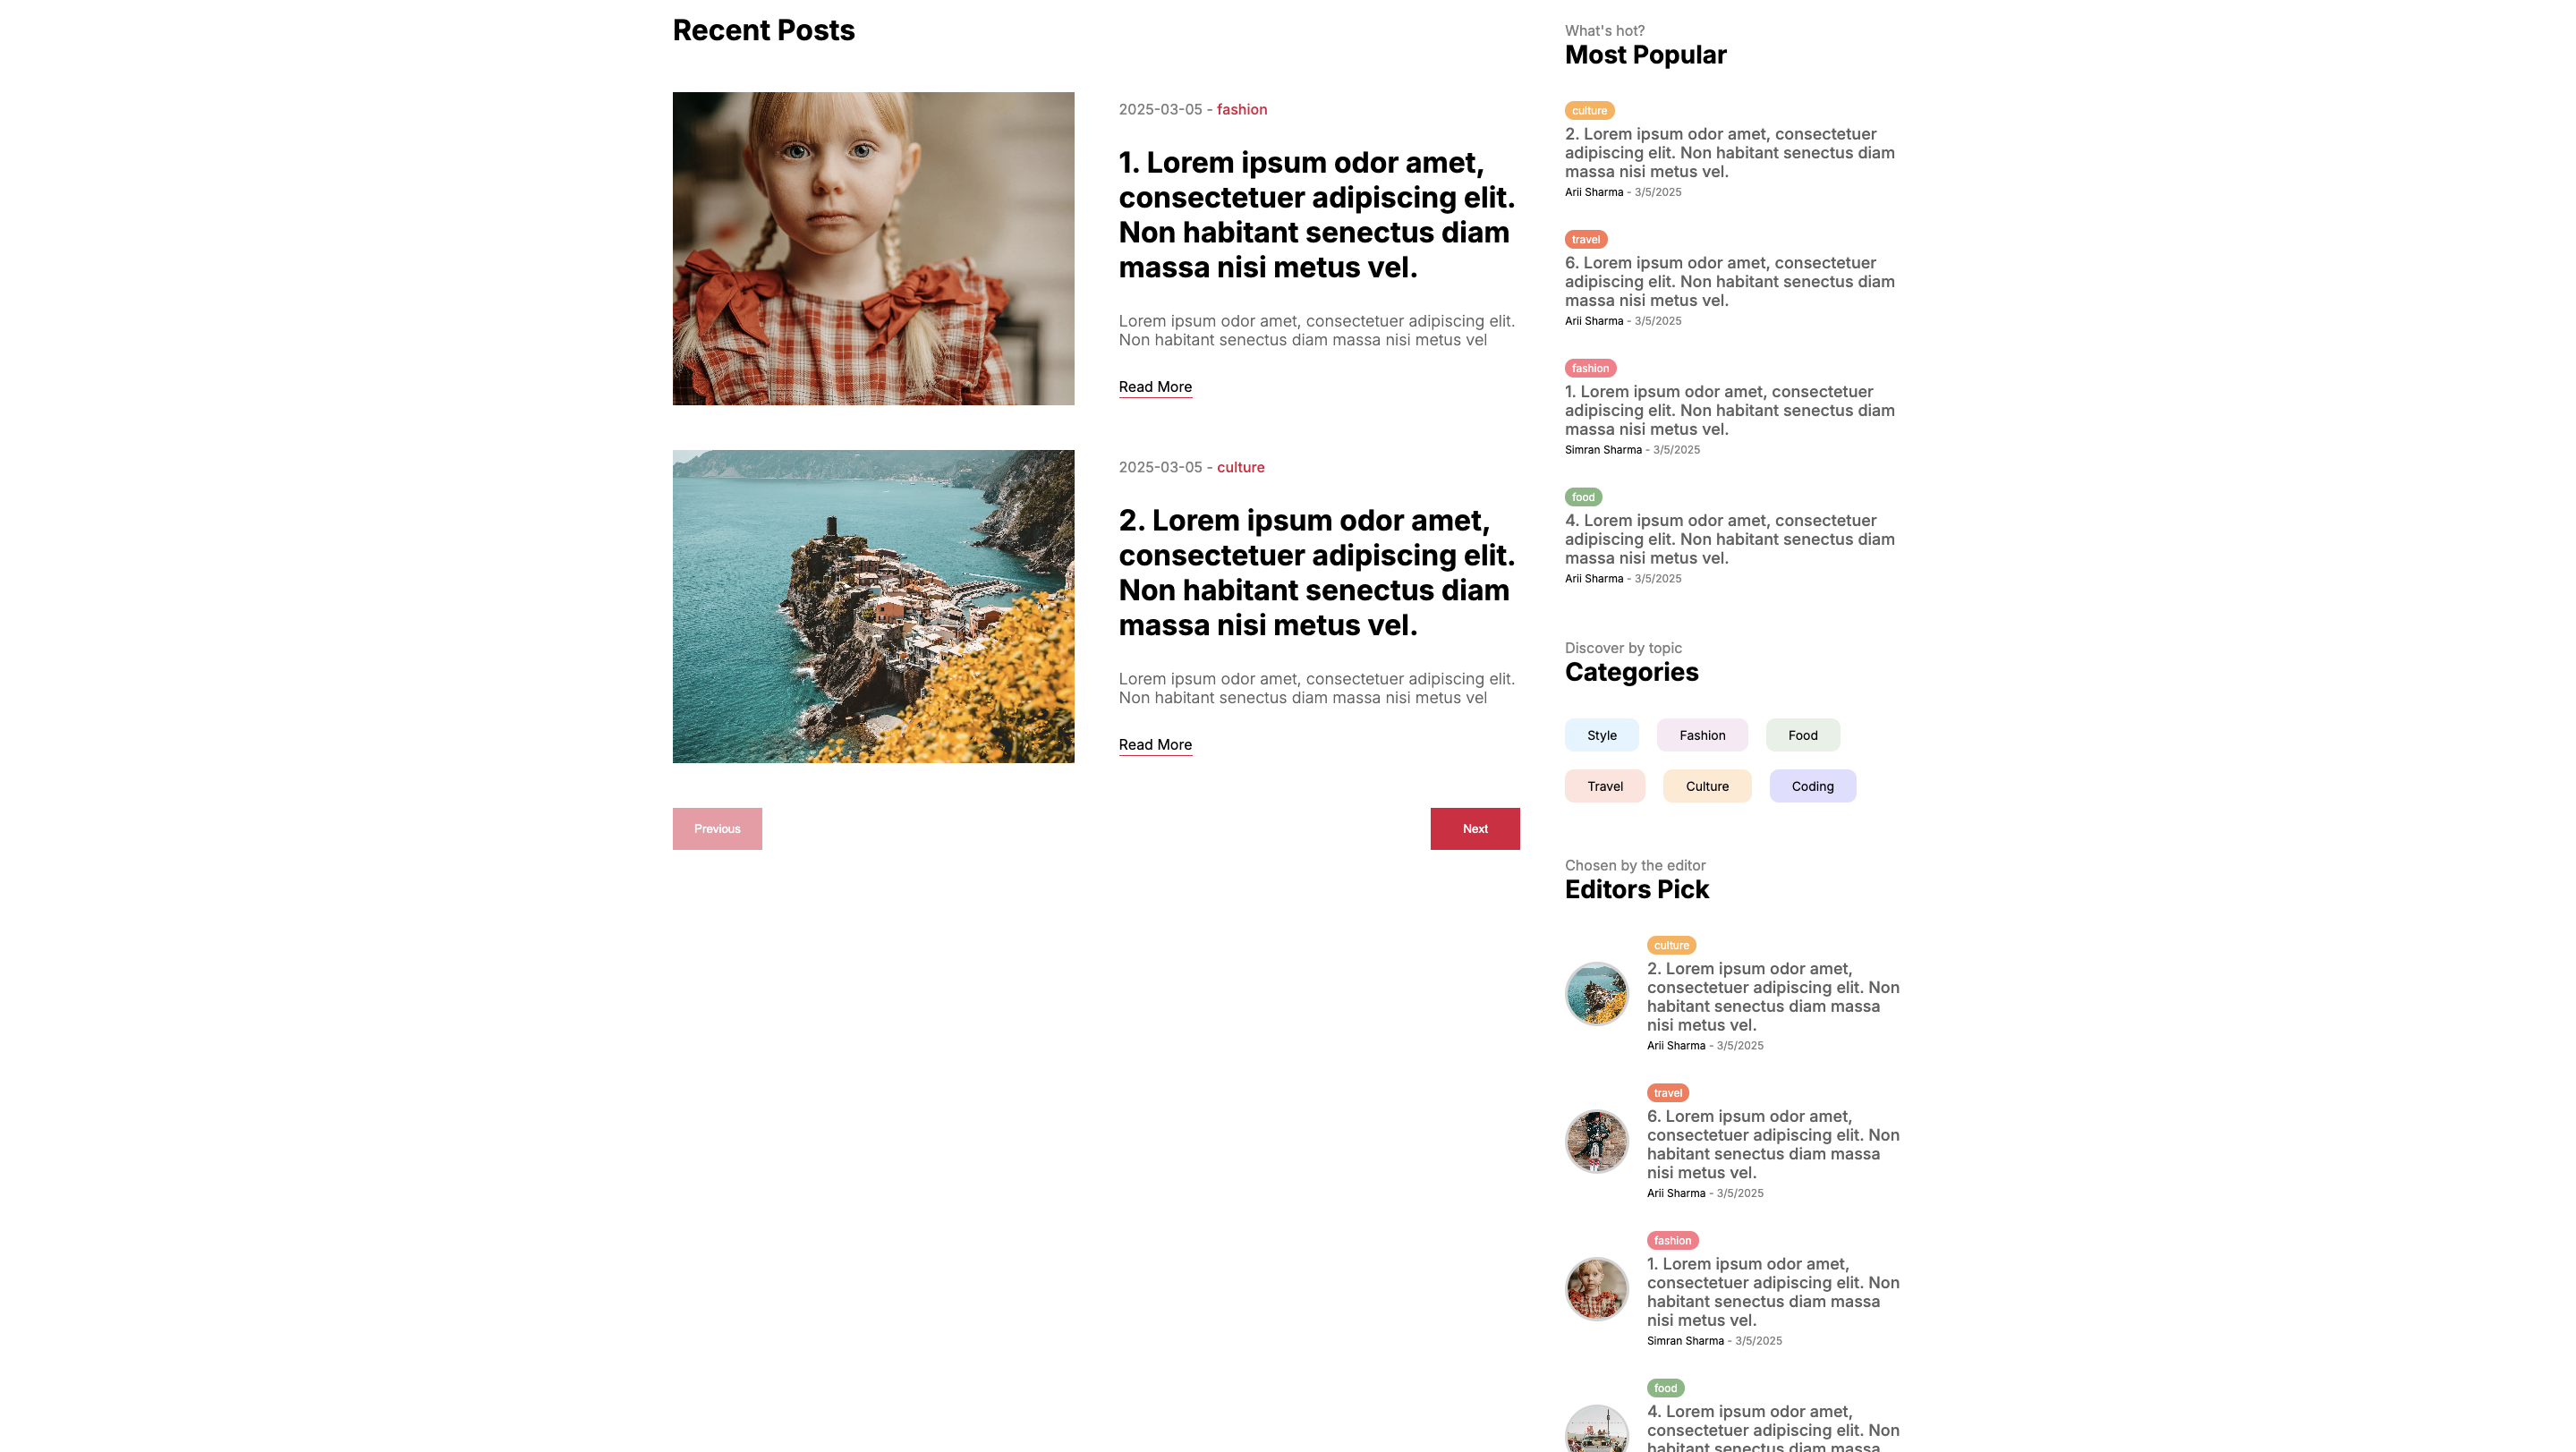 Recent Posts
2025-03-05 - fashion
1. Lorem ipsum odor amet,
consectetuer adipiscing elit.
Non habitant senectus diam
massa nisi metus vel.
Lorem ipsum odor amet, consectetuer adipiscing elit.
Non habitant senectus diam massa nisi metus vel
Read More
2025-03-05 - culture
2. Lorem ipsum odor amet,
consectetuer adipiscing elit.
Non habitant senectus diam
massa nisi metus vel.
Lorem ipsum odor amet, consectetuer adipiscing elit.
Non habitant senectus diam massa nisi metus vel
Read More
Previous
Next
What's hot?
Most Popular
culture
2. Lorem ipsum odor amet, consectetuer
adipiscing elit. Non habitant senectus diam
massa nisi metus vel.
Arii Sharma - 3/5/2025
travel
6. Lorem ipsum odor amet, consectetuer
adipiscing elit. Non habitant senectus diam
massa nisi metus vel.
Arii Sharma - 3/5/2025
fashion
1. Lorem ipsum odor amet, consectetuer
adipiscing elit. Non habitant senectus diam
massa nisi metus vel.
Simran Sharma - 3/5/2025
food
4. Lorem ipsum odor amet, consectetuer
adipiscing elit. Non habitant senectus diam
massa nisi metus vel.
Arii Sharma - 3/5/2025
Discover by topic
Categories
Style Fashion Food
Travel Culture Coding
Chosen by the editor
Editors Pick
culture
2. Lorem ipsum odor amet,
consectetuer adipiscing elit. Non
habitant senectus diam massa
nisi metus vel.
Arii Sharma - 3/5/2025
travel
6. Lorem ipsum odor amet,
consectetuer adipiscing elit. Non
habitant senectus diam massa
nisi metus vel.
Arii Sharma - 3/5/2025
fashion
1. Lorem ipsum odor amet,
consectetuer adipiscing elit. Non
habitant senectus diam massa
nisi metus vel.
Simran Sharma - 3/5/2025
food
4. Lorem ipsum odor amet,
consectetuer adipiscing elit. Non
habitant senectus diam massa